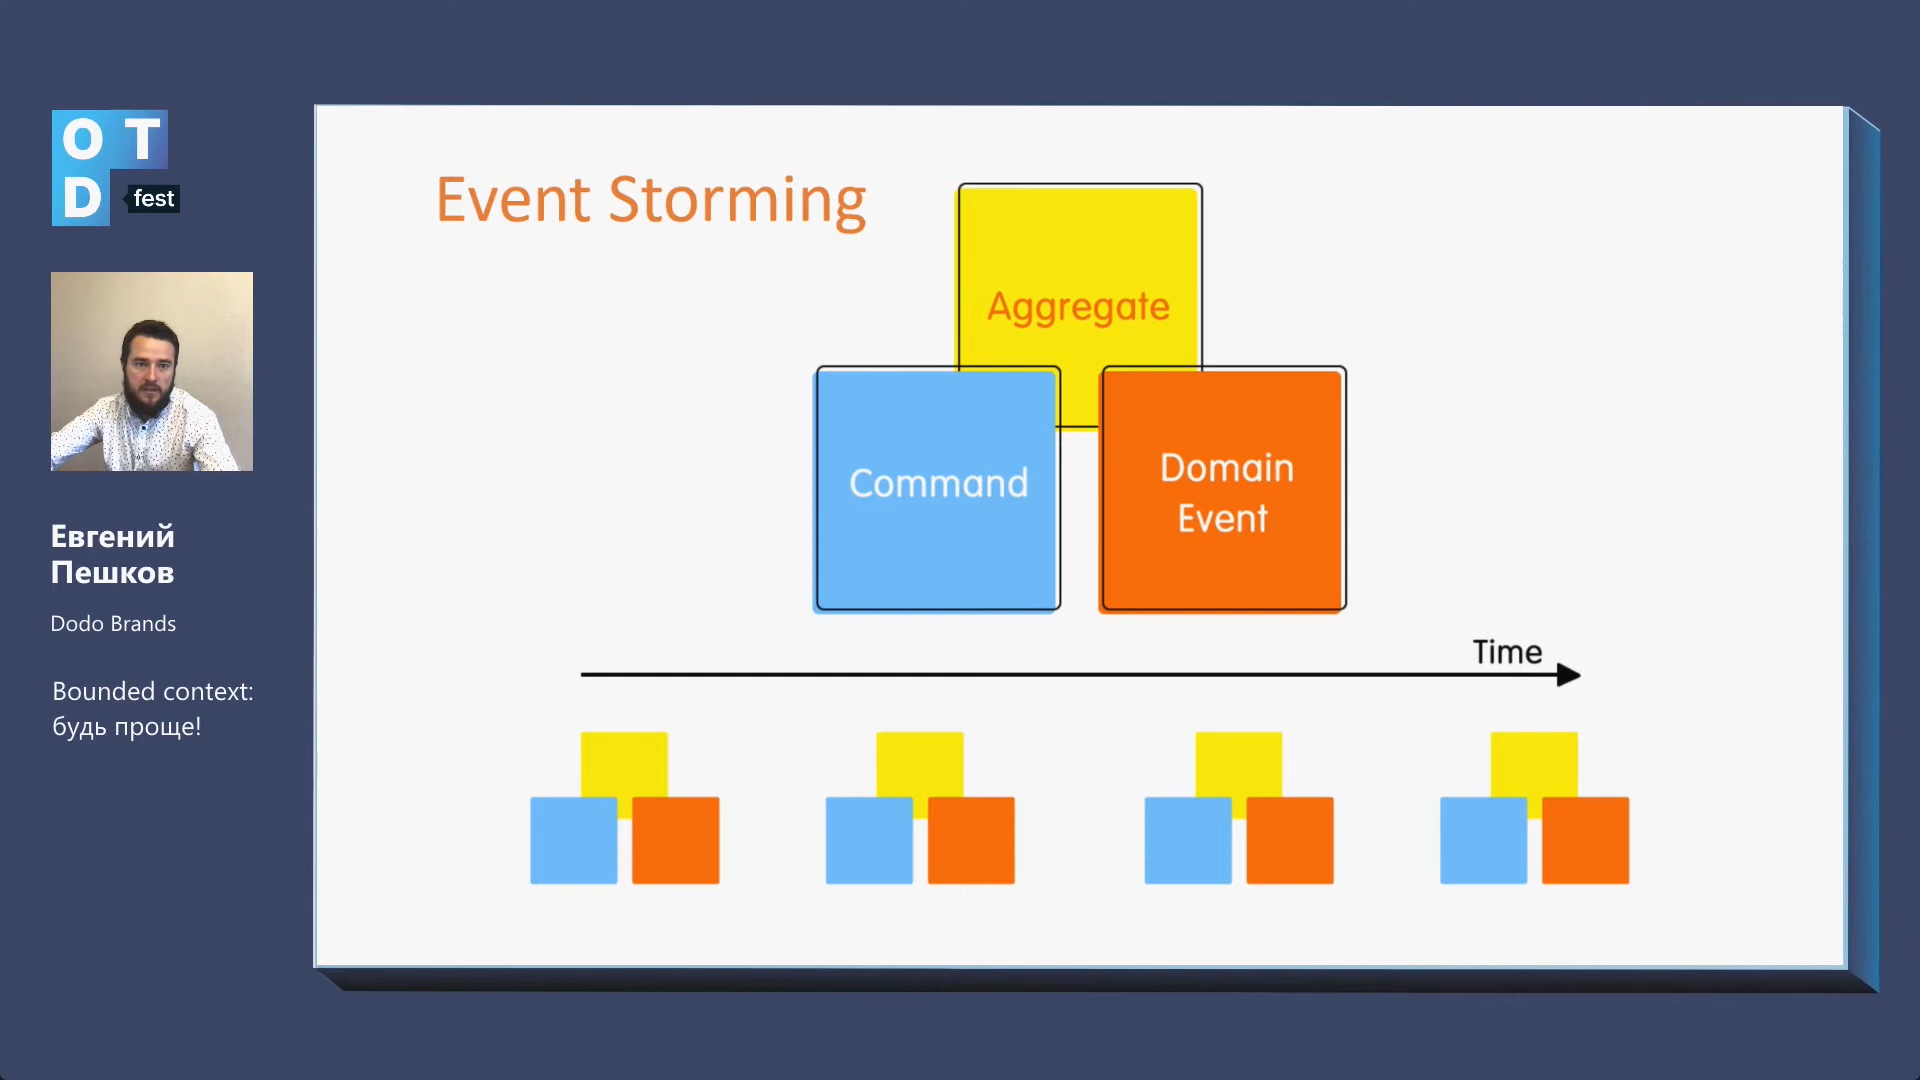 O T
D fest
Евгений
Пешков
Dodo Brands
Bounded context:
будь проще!
Event Storming
Aggregate
Command
Domain
Event
Time